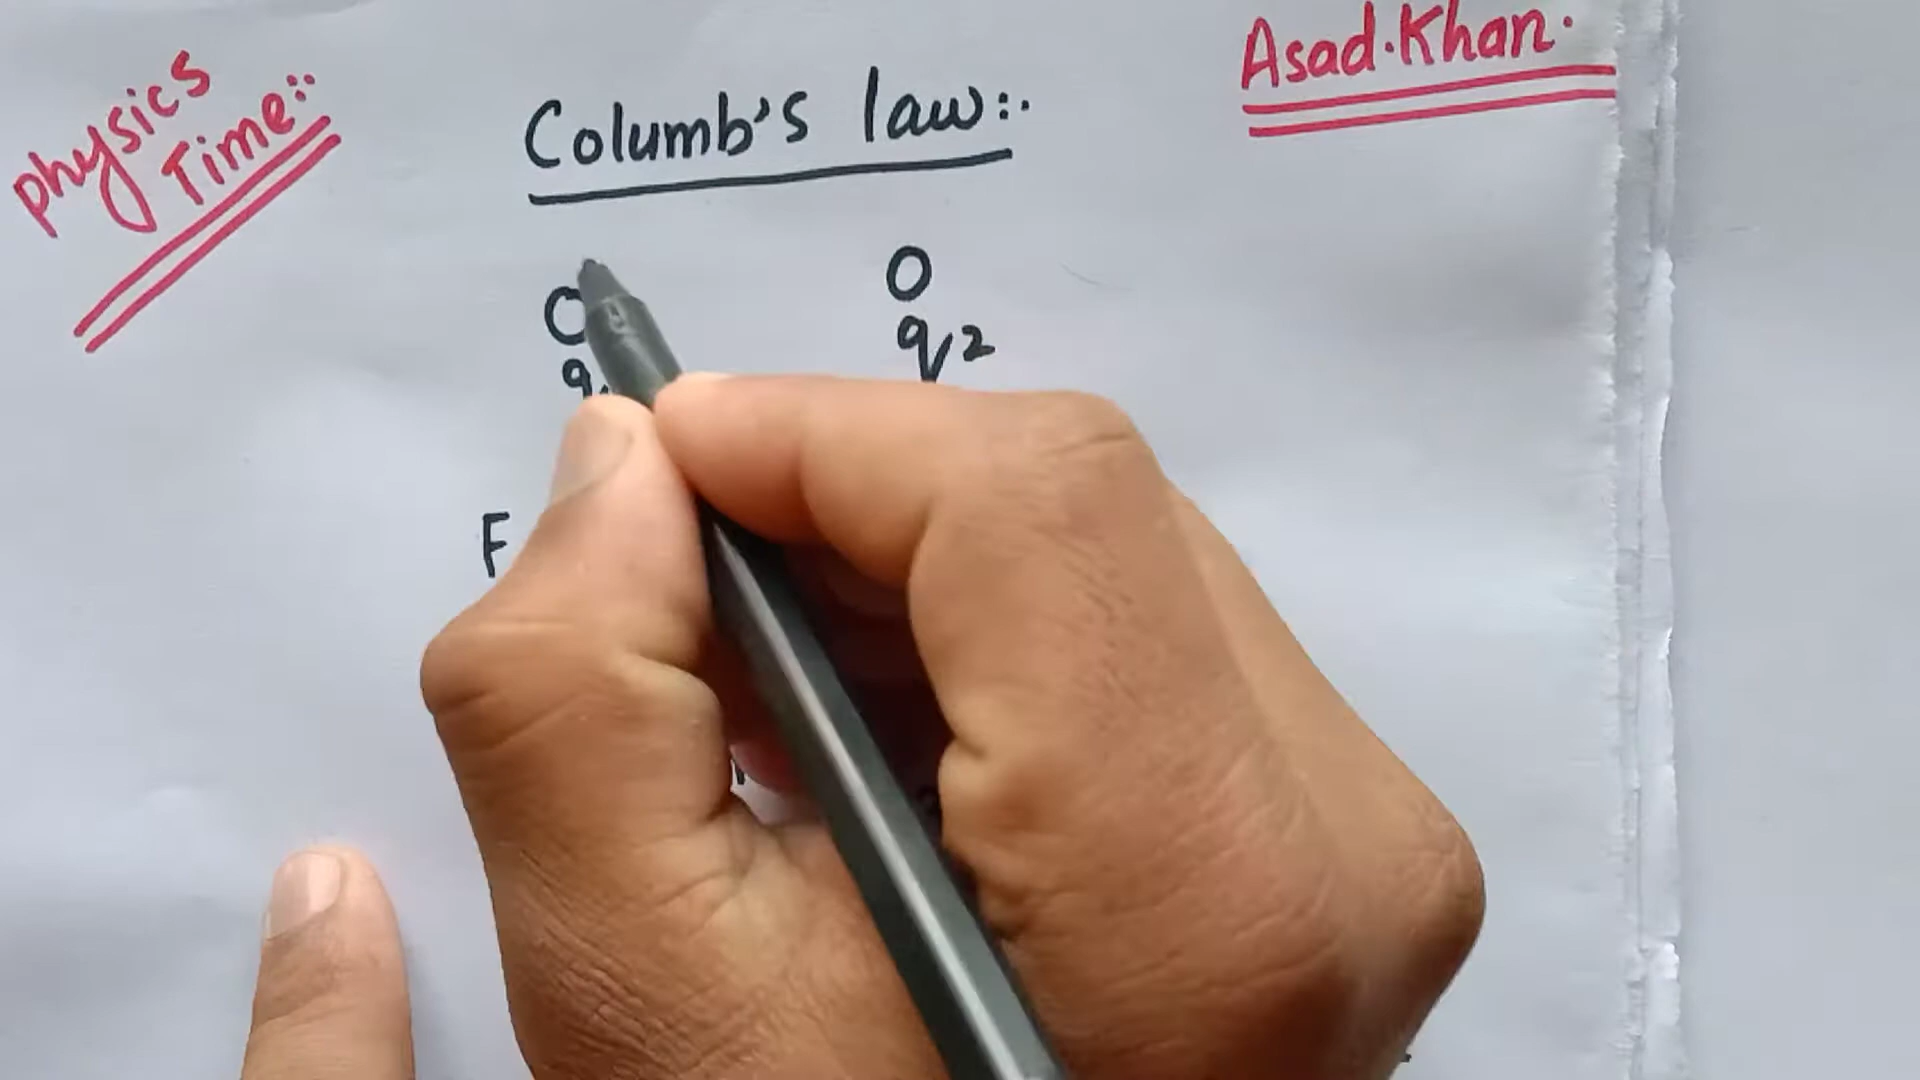 physics
Time::
Asad.Khan.
Columb's law:.
O O
q q2
F